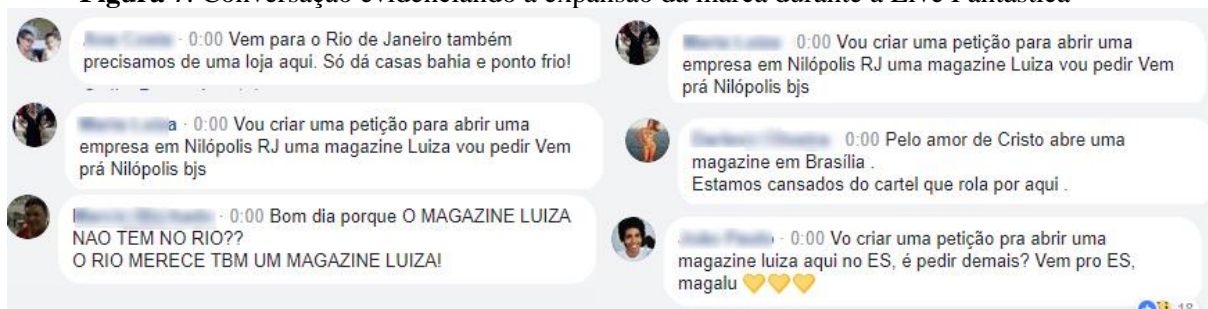 Figura 7. Conversação evidenciando a expansão da marca durante a Live Fantástica
· 0:00 Vem para o Rio de Janeiro também
precisamos de uma loja aqui. Só dá casas bahia e ponto frio!
a · 0:00 Vou criar uma petição para abrir uma
empresa em Nilópolis RJ uma magazine Luiza vou pedir Vem
prá Nilópolis bjs
· 0:00 Bom dia porque O MAGAZINE LUIZA
NAO TEM NO RIO??
O RIO MERECE TBM UM MAGAZINE LUIZA!
0:00 Vou criar uma petição para abrir uma
empresa em Nilópolis RJ uma magazine Luiza vou pedir Vem
prá Nilópolis bjs
0:00 Pelo amor de Cristo abre uma
magazine em Brasília .
Estamos cansados do cartel que rola por aqui .
· 0:00 Vo criar uma petição pra abrir uma
magazine luiza aqui no ES, é pedir demais? Vem pro ES,
magalu 💛💛💛
18